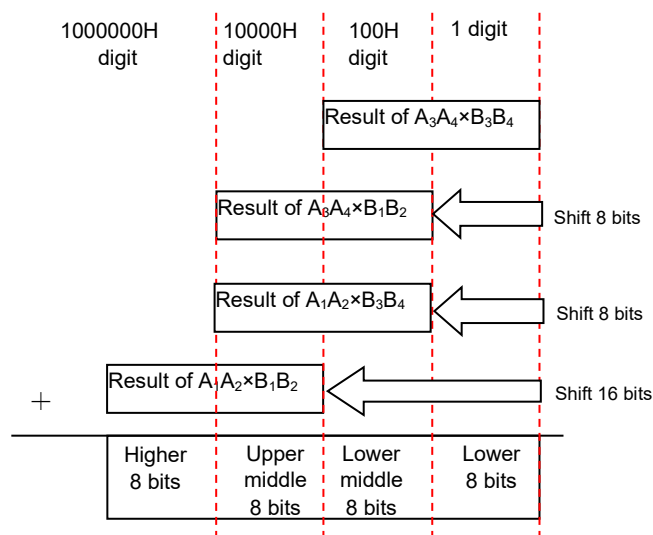 1000000H
digit
10000H
digit
100H
digit
1 digit
Result of A₃A₄×B₃B₄
Result of A₃A₄×B₁B₂
Shift 8 bits
Result of A₁A₂×B₃B₄
Shift 8 bits
Result of A₁A₂×B₁B₂
Shift 16 bits
+
Higher
8 bits
Upper
middle
8 bits
Lower
middle
8 bits
Lower
8 bits